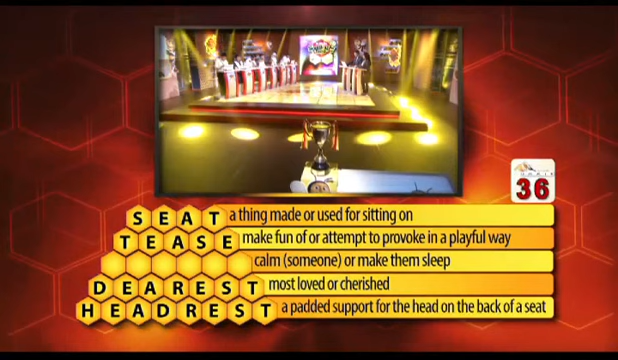 36
SEAT a thing made or used for sitting on
TEASE make fun of or attempt to provoke in a playful way
calm (someone) or make them sleep
DEAREST most loved or cherished
HEADREST a padded support for the head on the back of a seat